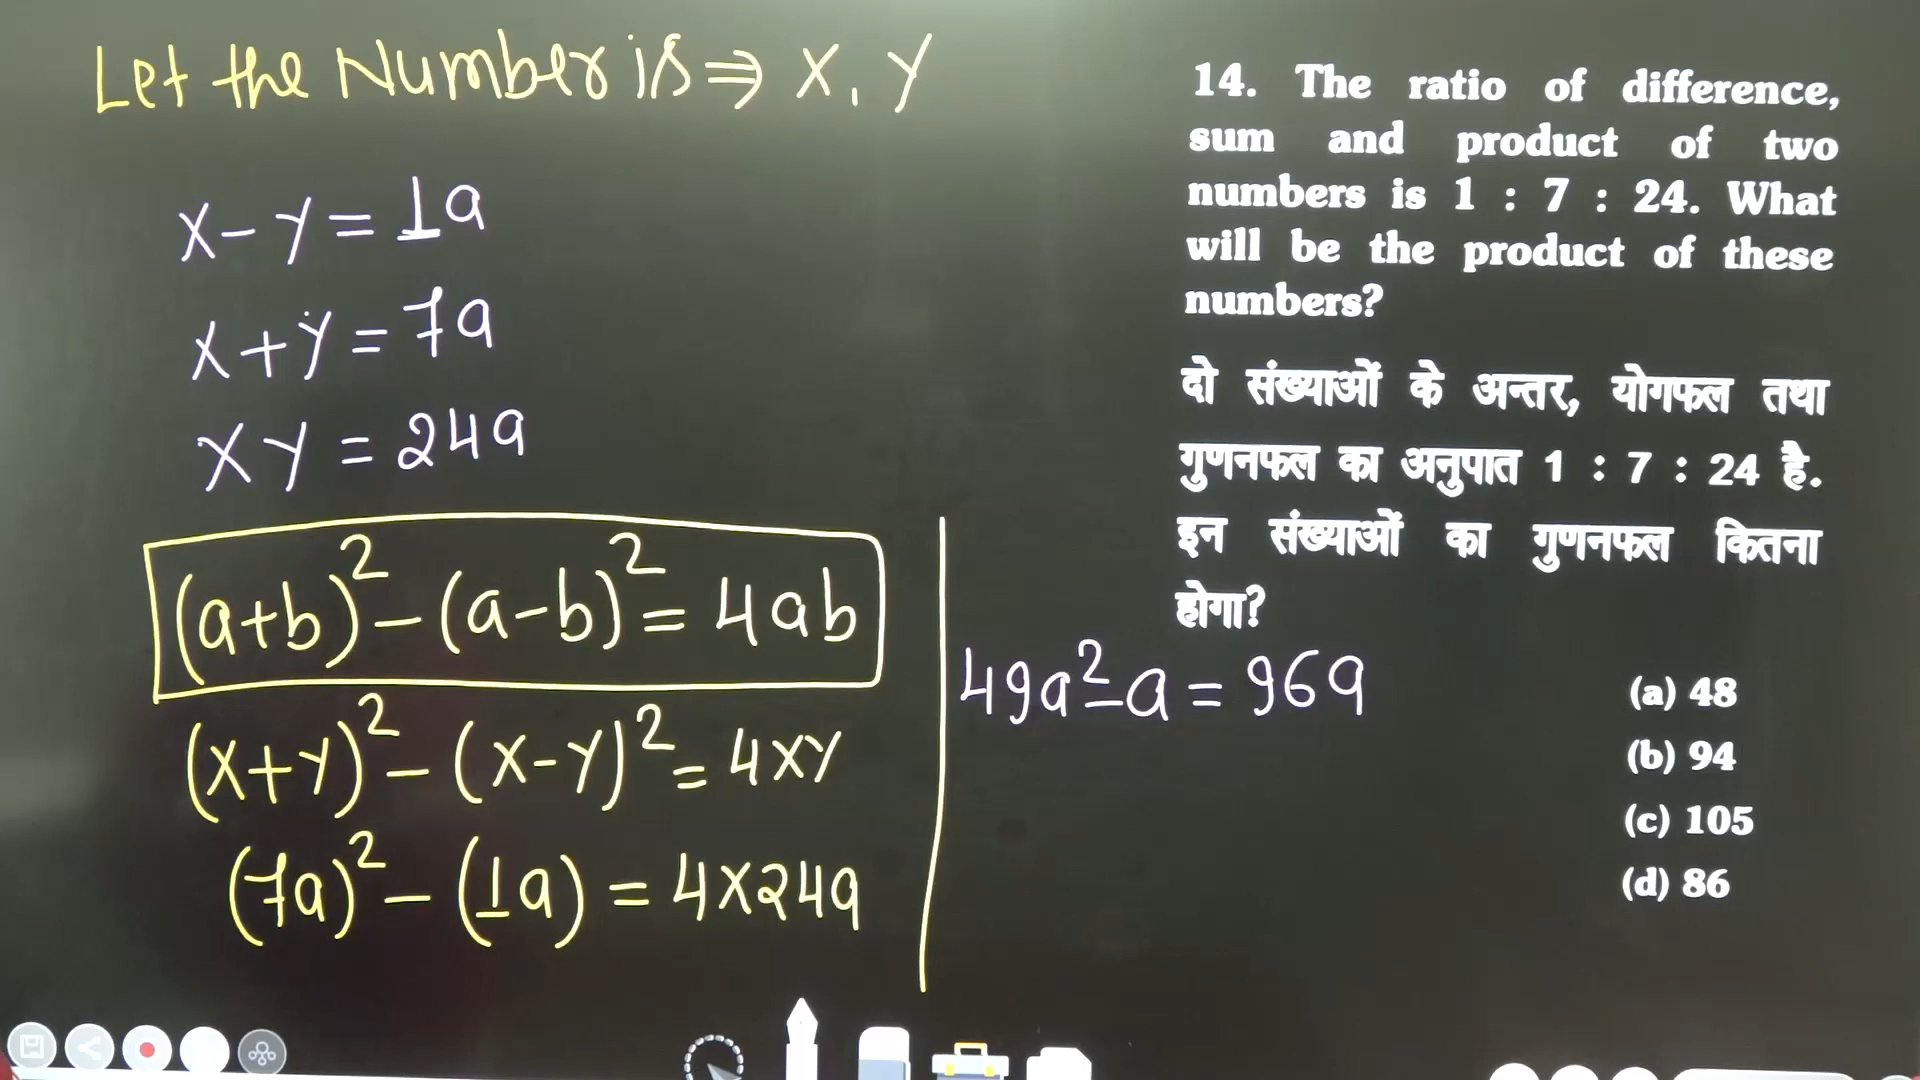 Let the Number is ⇒ X, Y
X - Y = 1a
X + Y = 7a
XY = 24a
(a+b)² - (a-b)² = 4ab
(X+Y)² - (X-Y)² = 4XY
(7a)² - (1a) = 4X24a
49a² - a = 96a
14. The ratio of difference,
sum and product of two
numbers is 1 : 7 : 24. What
will be the product of these
numbers?
दो संख्याओं के अन्तर, योगफल तथा
गुणनफल का अनुपात 1 : 7 : 24 है.
इन संख्याओं का गुणनफल कितना
होगा?
(a) 48
(b) 94
(c) 105
(d) 86